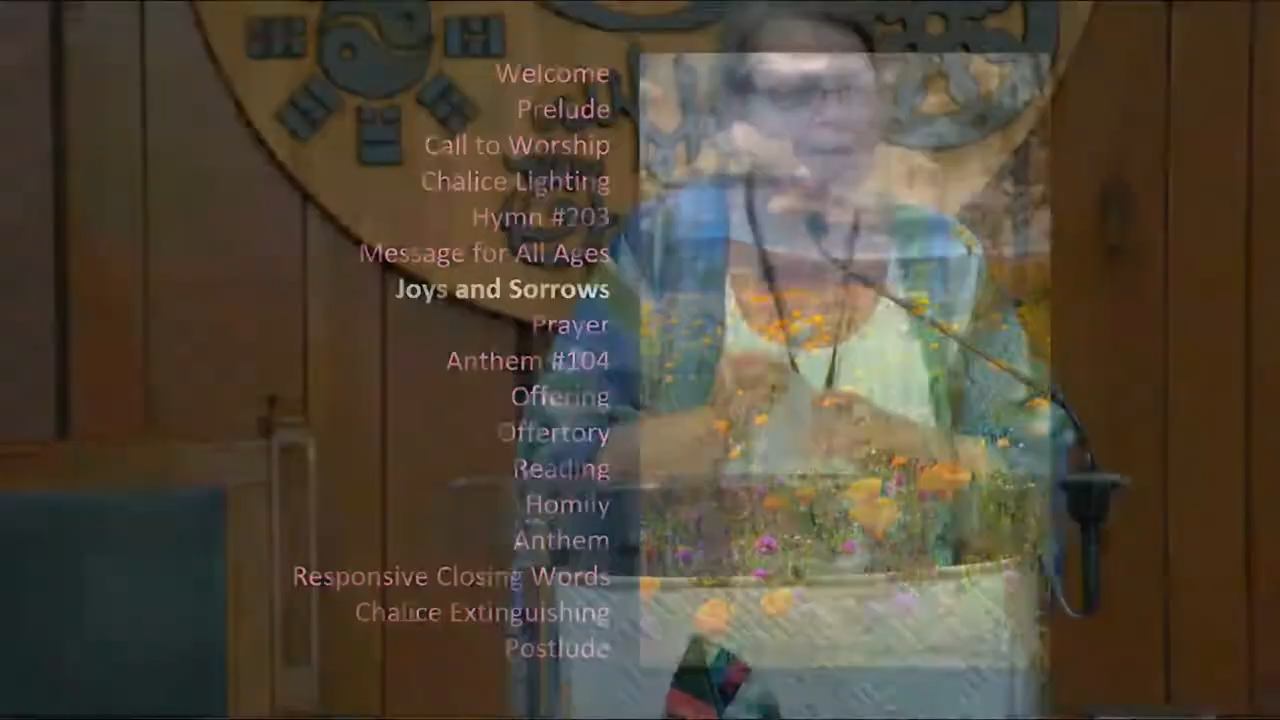 Welcome
Prelude
Call to Worship
Chalice Lighting
Hymn #203
Message for All Ages
Joys and Sorrows
Prayer
Anthem #104
Offering
Offertory
Reading
Homily
Anthem
Responsive Closing Words
Chalice Extinguishing
Postlude